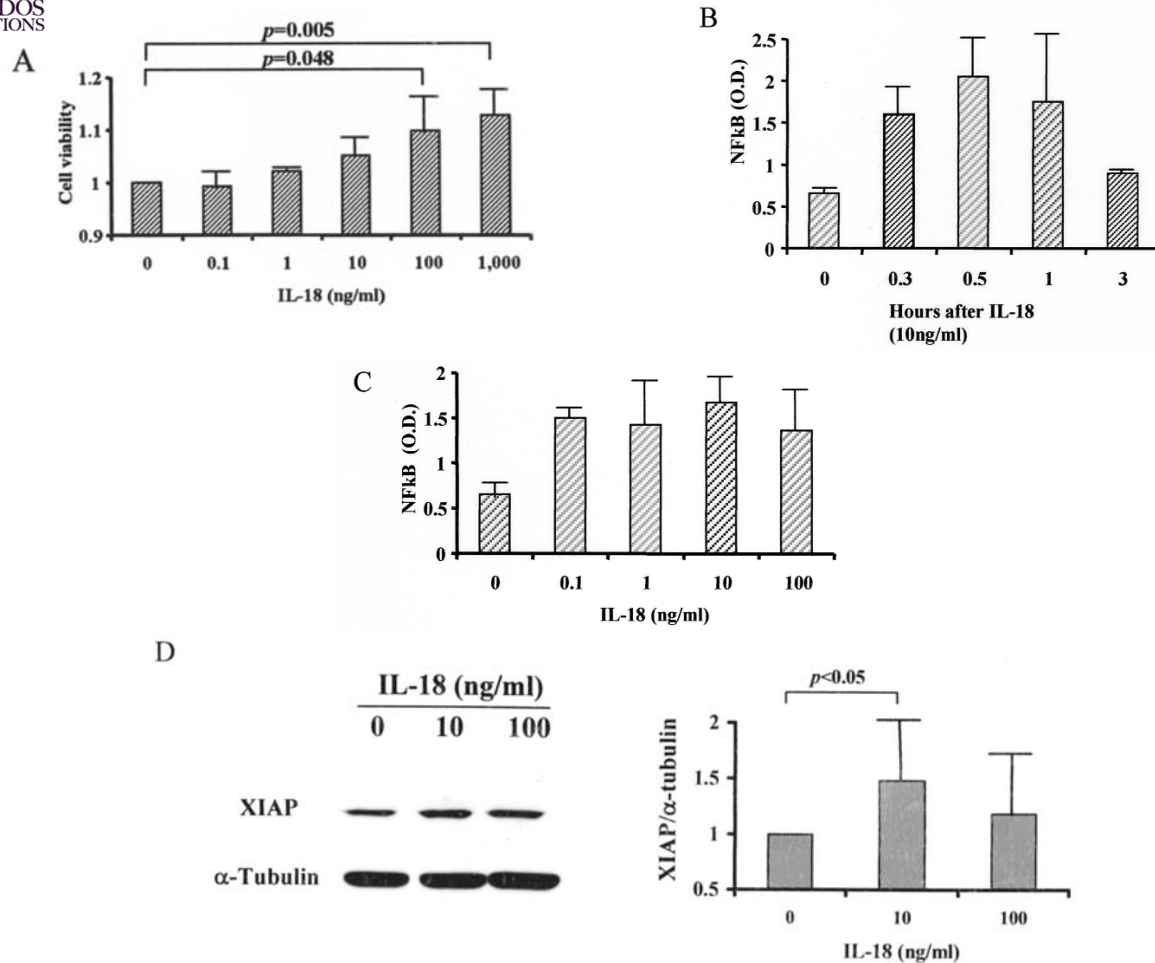 DOS
TIONS
A
p=0.005
p=0.048
Cell viability
1.2
1.1
1
0.9
0 0.1 1 10 100 1,000
IL-18 (ng/ml)
B
NFkB (O.D.)
2.5
2
1.5
1
0.5
0
0 0.3 0.5 1 3
Hours after IL-18
(10ng/ml)
C
NFkB (O.D.)
2
1.5
1
0.5
0
0 0.1 1 10 100
IL-18 (ng/ml)
D
IL-18 (ng/ml)
0 10 100
XIAP
α-Tubulin
p<0.05
XIAP/α-tubulin
2
1.5
1
0.5
0 10 100
IL-18 (ng/ml)